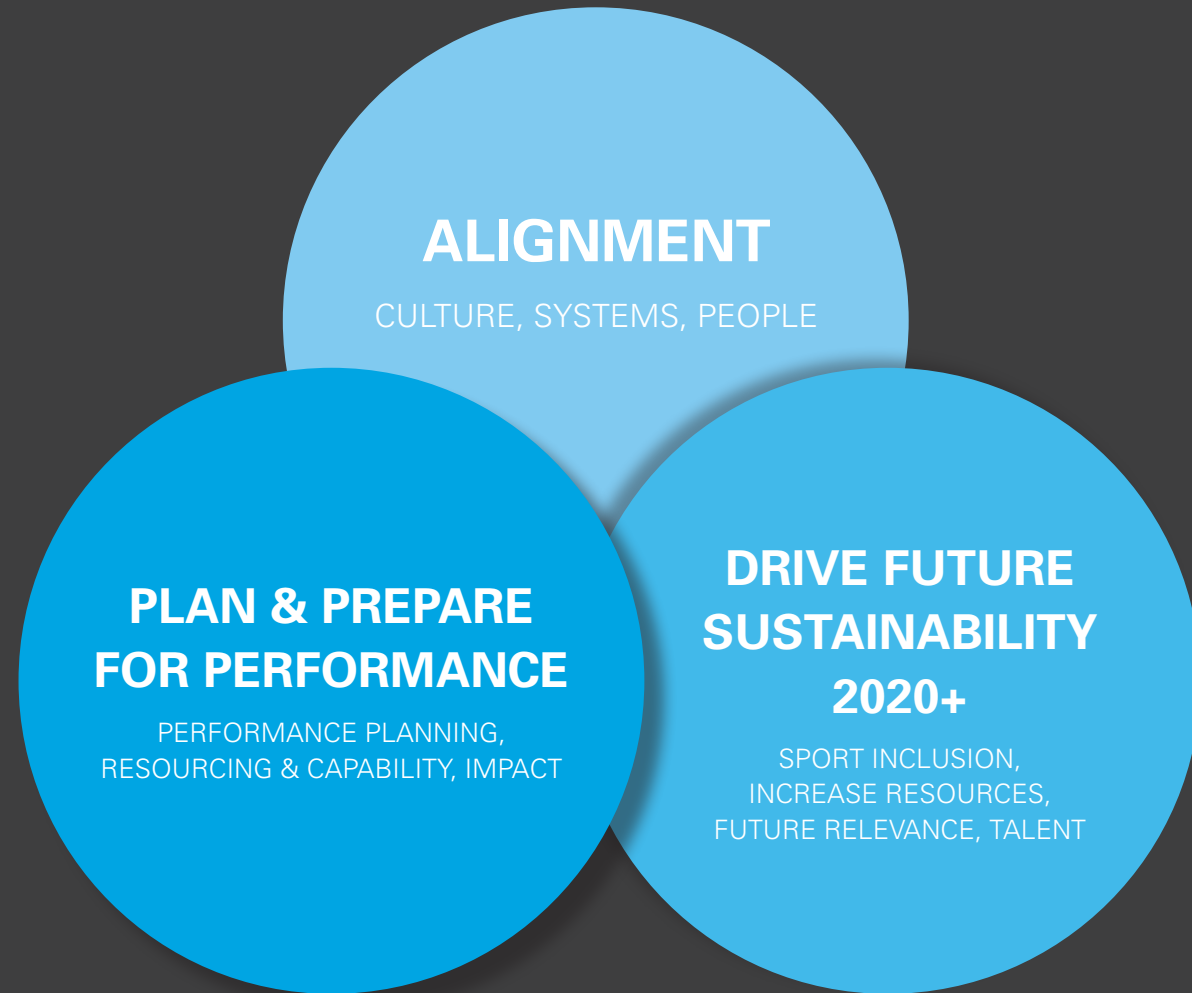 ALIGNMENT
CULTURE, SYSTEMS, PEOPLE
PLAN & PREPARE
FOR PERFORMANCE
PERFORMANCE PLANNING,
RESOURCING & CAPABILITY, IMPACT
DRIVE FUTURE
SUSTAINABILITY
2020+
SPORT INCLUSION,
INCREASE RESOURCES,
FUTURE RELEVANCE, TALENT